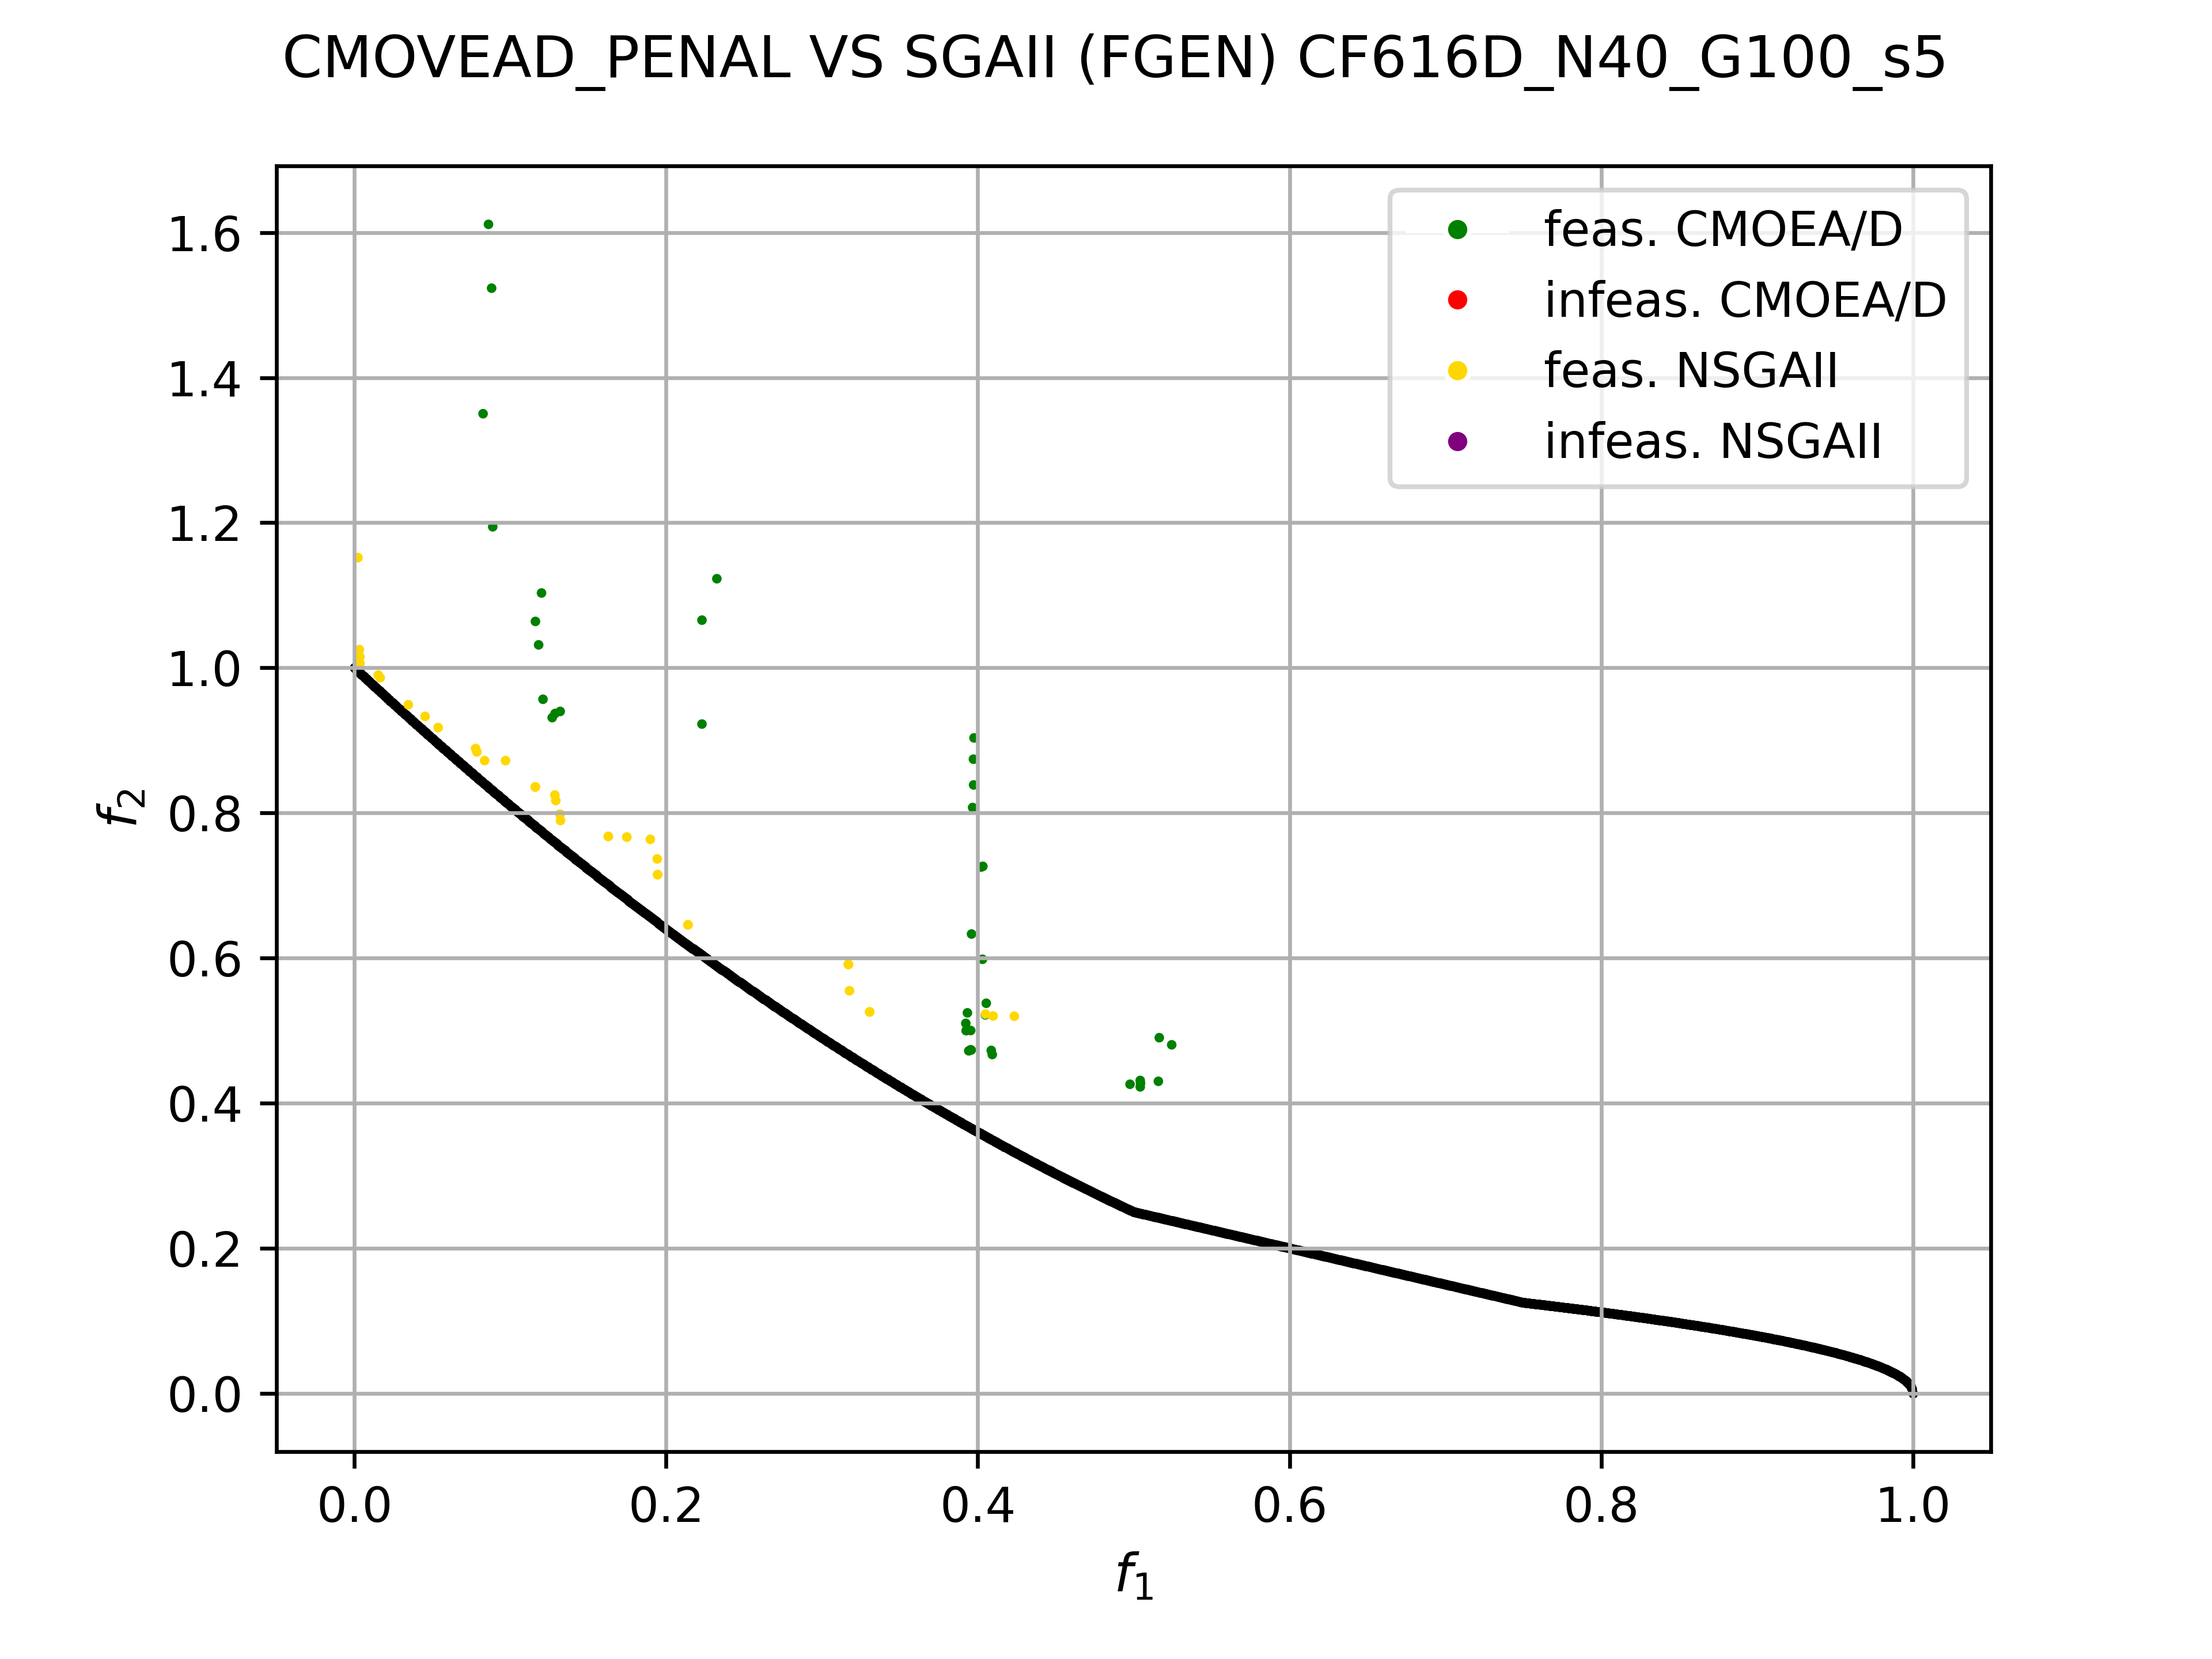 CMOVEAD_PENAL VS SGAII (FGEN) CF616D_N40_G100_s5
feas. CMOEA/D
infeas. CMOEA/D
feas. NSGAII
infeas. NSGAII
1.6
1.4
1.2
1.0
0.8
0.6
0.4
0.2
0.0
f2
0.0 0.2 0.4 0.6 0.8 1.0
f1